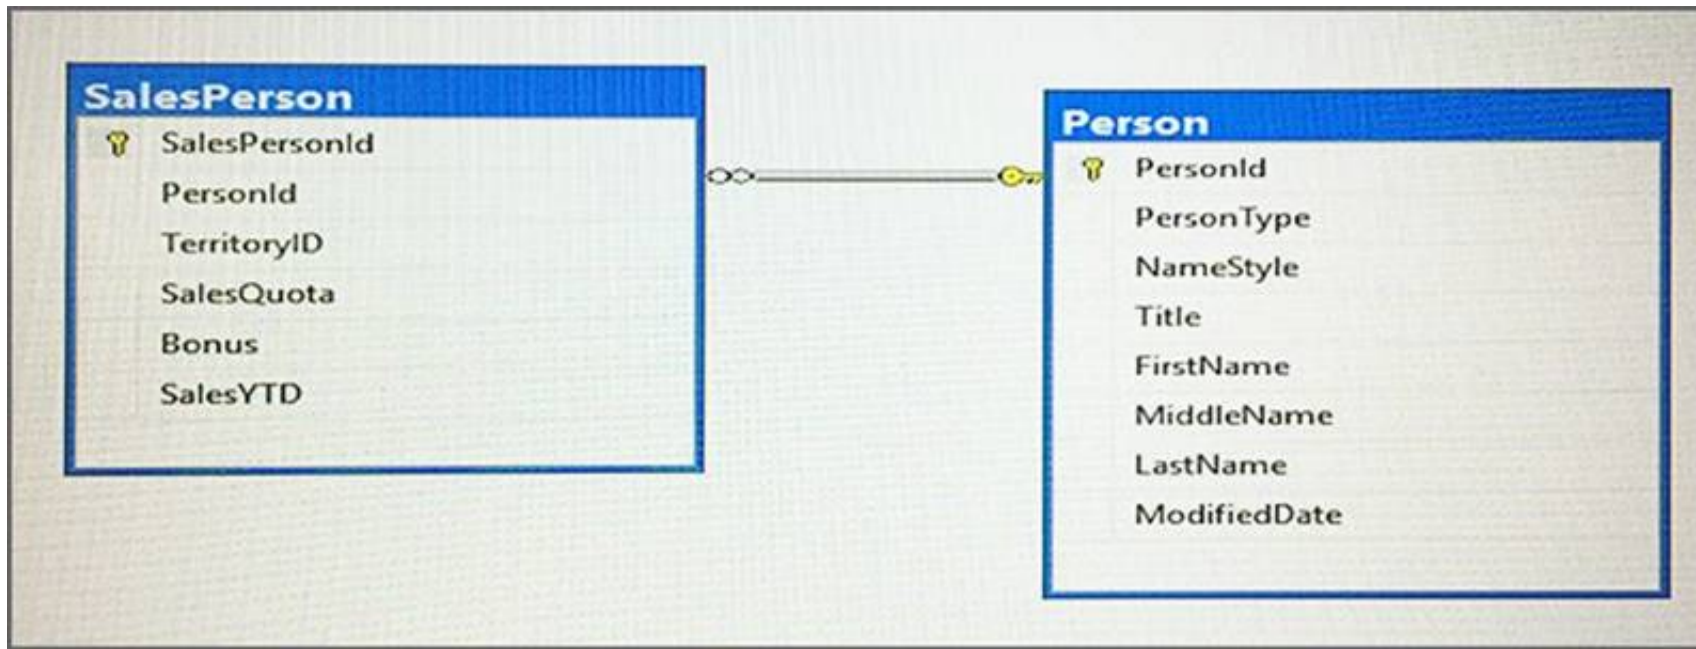 SalesPerson
SalesPersonId
PersonId
TerritoryID
SalesQuota
Bonus
SalesYTD
Person
PersonId
PersonType
NameStyle
Title
FirstName
MiddleName
LastName
ModifiedDate